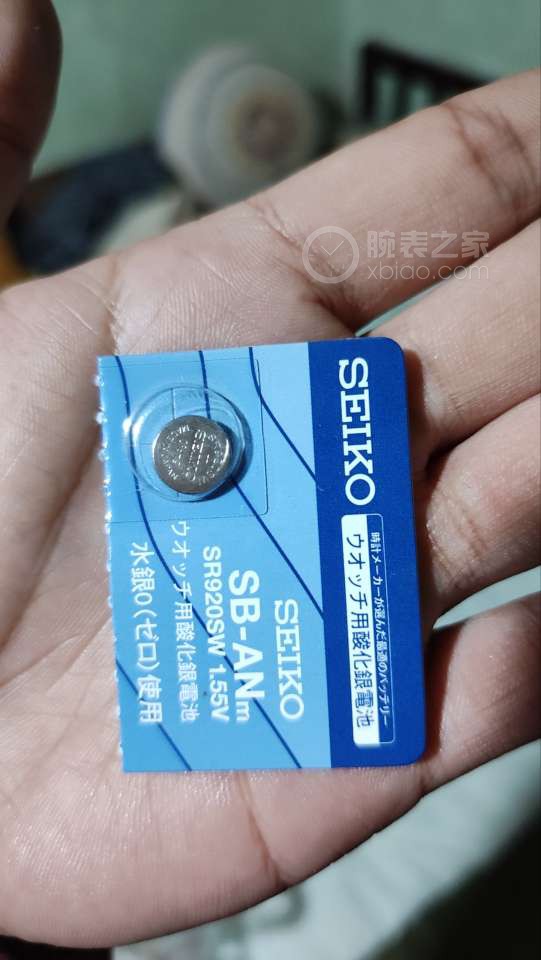 腕表之家
xbiao.com
SEIKO
時計メーカーが選んだ最適のバッテリー
ウオッチ用酸化銀電池
SEIKO
SB-ANm
SR920SW 1.55V
ウオッチ用酸化銀電池
水銀0(ゼロ)使用